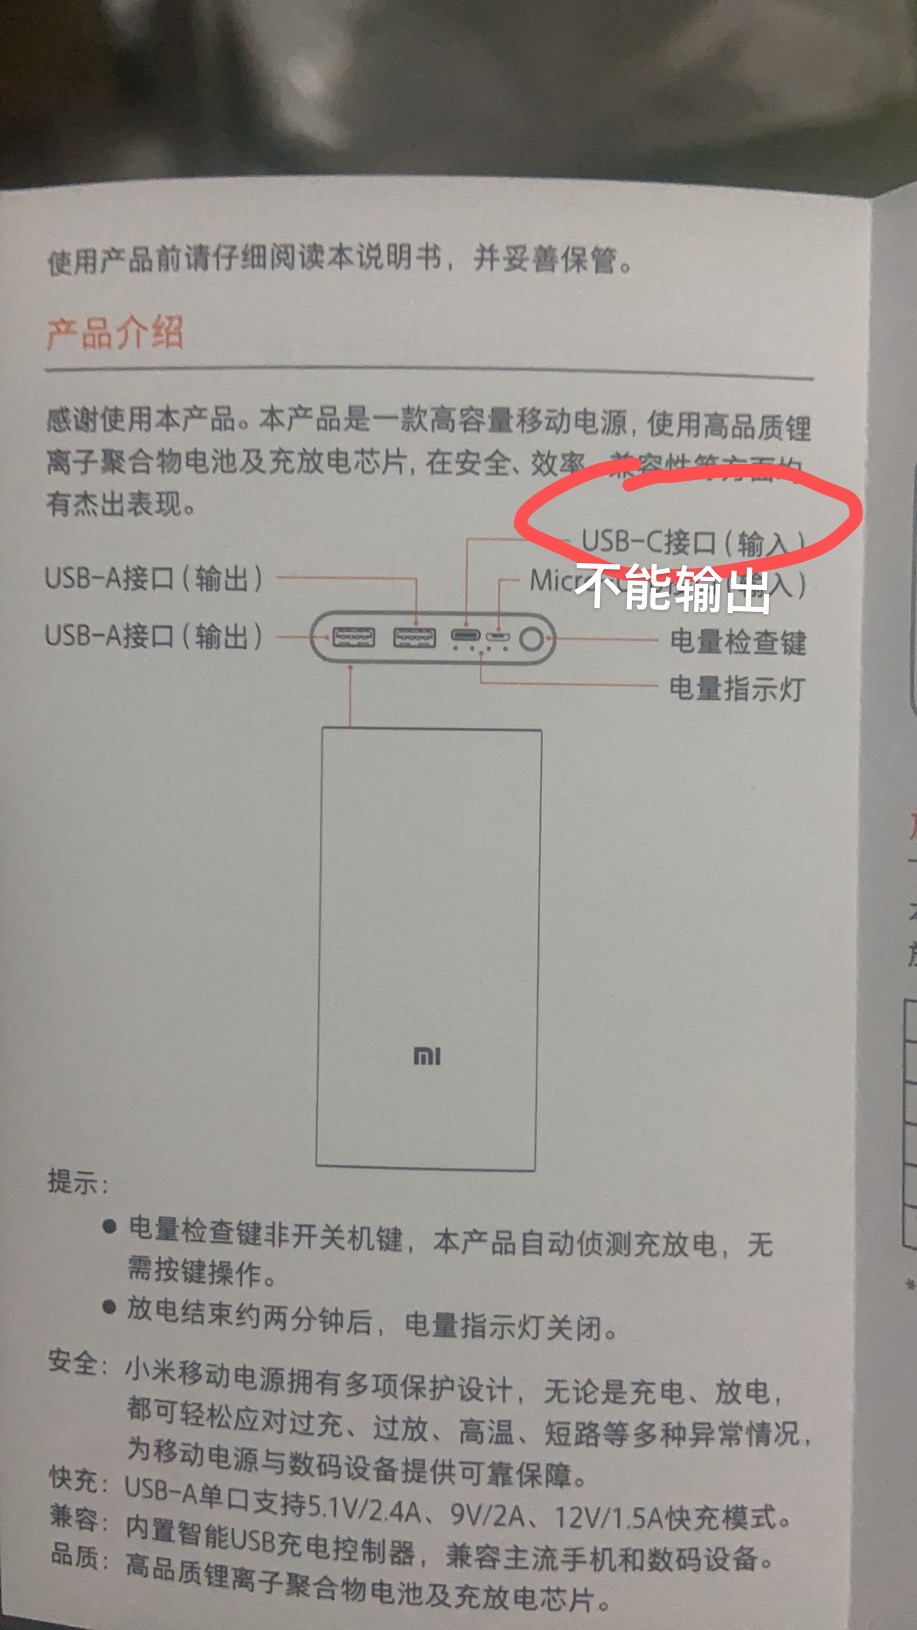 使用产品前请仔细阅读本说明书，并妥善保管。
产品介绍
感谢使用本产品。本产品是一款高容量移动电源，使用高品质锂
离子聚合物电池及充放电芯片，在安全、效率、兼容性等方面均
有杰出表现。
USB-C接口(输入)
USB-A接口(输出)
Micro 输入)
不能输出
USB-A接口(输出)
电量检查键
电量指示灯
mi
提示：
● 电量检查键非开关机键，本产品自动侦测充放电，无
需按键操作。
● 放电结束约两分钟后，电量指示灯关闭。
安全：小米移动电源拥有多项保护设计，无论是充电、放电，
都可轻松应对过充、过放、高温、短路等多种异常情况，
为移动电源与数码设备提供可靠保障。
快充：USB-A单口支持5.1V/2.4A、9V/2A、12V/1.5A快充模式。
兼容：内置智能USB充电控制器，兼容主流手机和数码设备。
品质：高品质锂离子聚合物电池及充放电芯片。